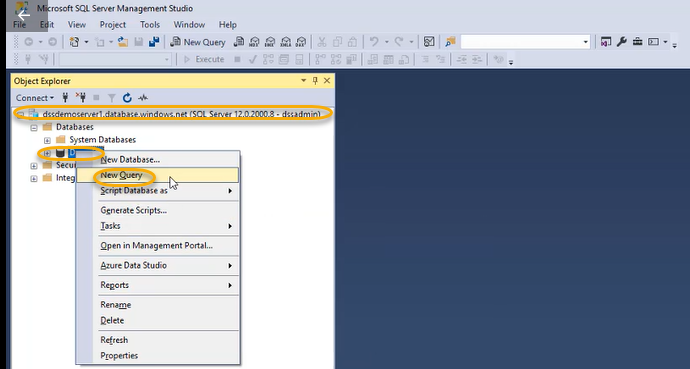 Microsoft SQL Server Management Studio
File Edit View Project Tools Window Help
New Query
Execute
Object Explorer
Connect
dssdemoserver1.database.windows.net (SQL Server 12.0.2000.8 - dssadmin)
Databases
System Databases
New Database...
Secu
New Query
Integ
Script Database as
Generate Scripts...
Tasks
Open in Management Portal...
Azure Data Studio
Reports
Rename
Delete
Refresh
Properties